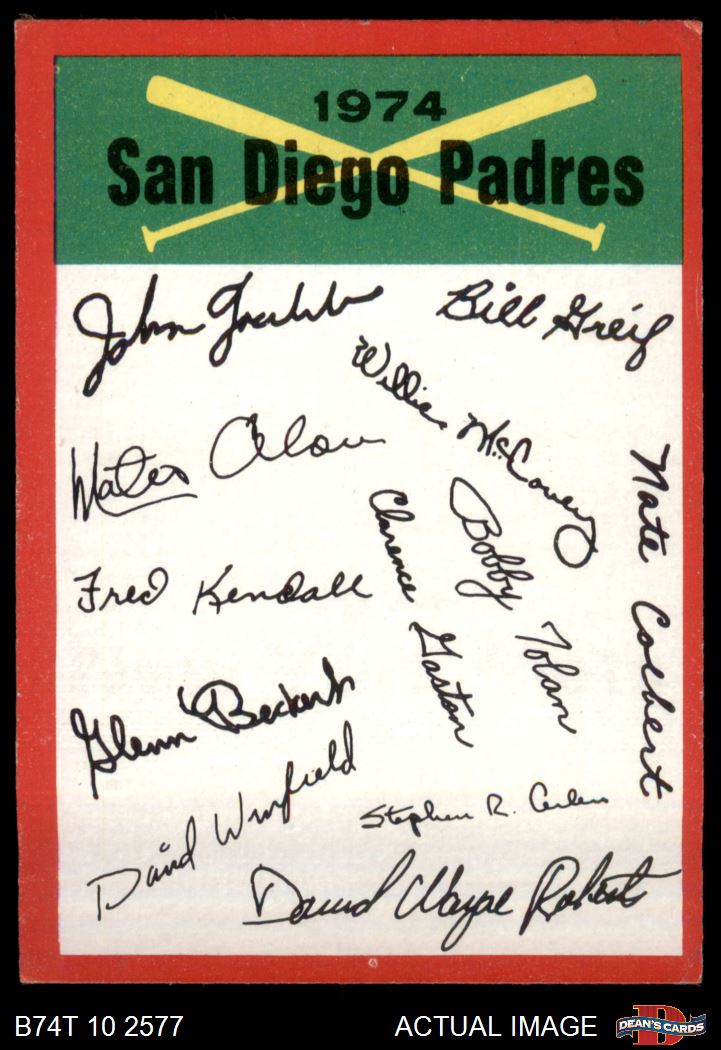 1974
San Diego Padres
John Grubb
Bill Greif
Willie McCovey
Mateo Alou
Nate Colbert
Clarence Gaston
Bobby Tolan
Fred Kendall
Glenn Beckert
David Winfield
Stephen R. Arlin
David Wayne Roberts
B74T 10 2577
ACTUAL IMAGE
D
DEAN'S CARDS